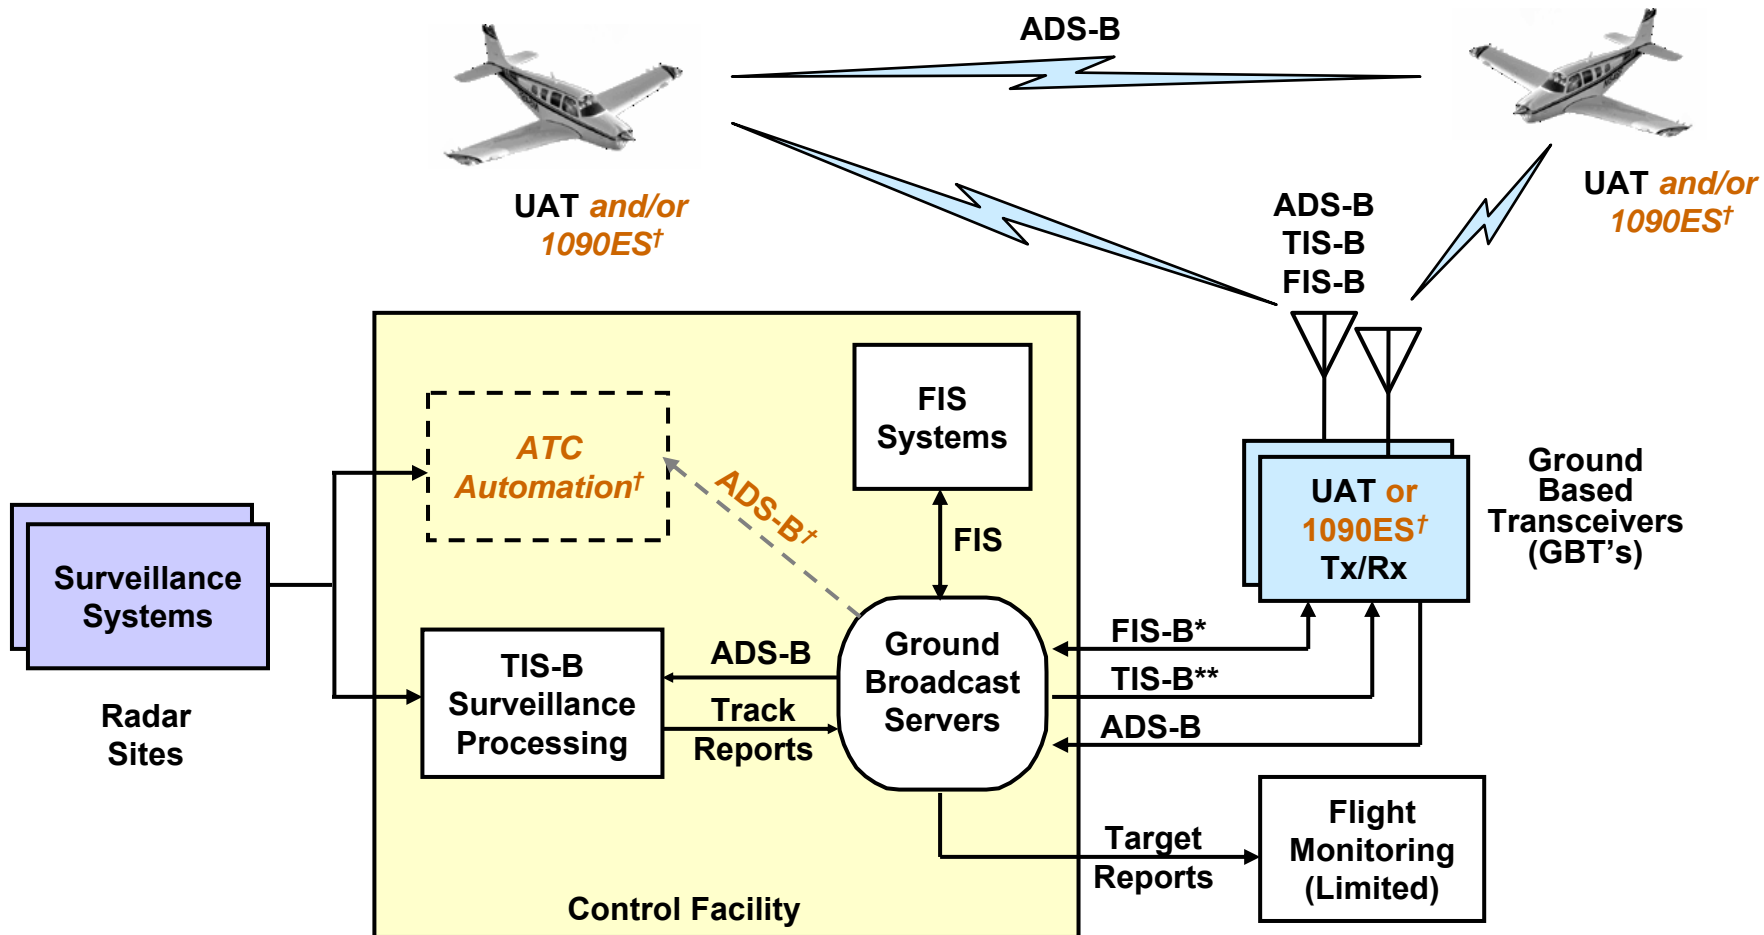 ADS-B
UAT and/or
1090ES†
UAT and/or
1090ES†
ADS-B
TIS-B
FIS-B
FIS
Systems
ATC
Automation†
ADS-B†
FIS
UAT or
1090ES†
Tx/Rx
Ground
Based
Transceivers
(GBT's)
Surveillance
Systems
Radar
Sites
TIS-B
Surveillance
Processing
ADS-B
Track
Reports
Ground
Broadcast
Servers
FIS-B*
TIS-B**
ADS-B
Target
Reports
Flight
Monitoring
(Limited)
Control Facility